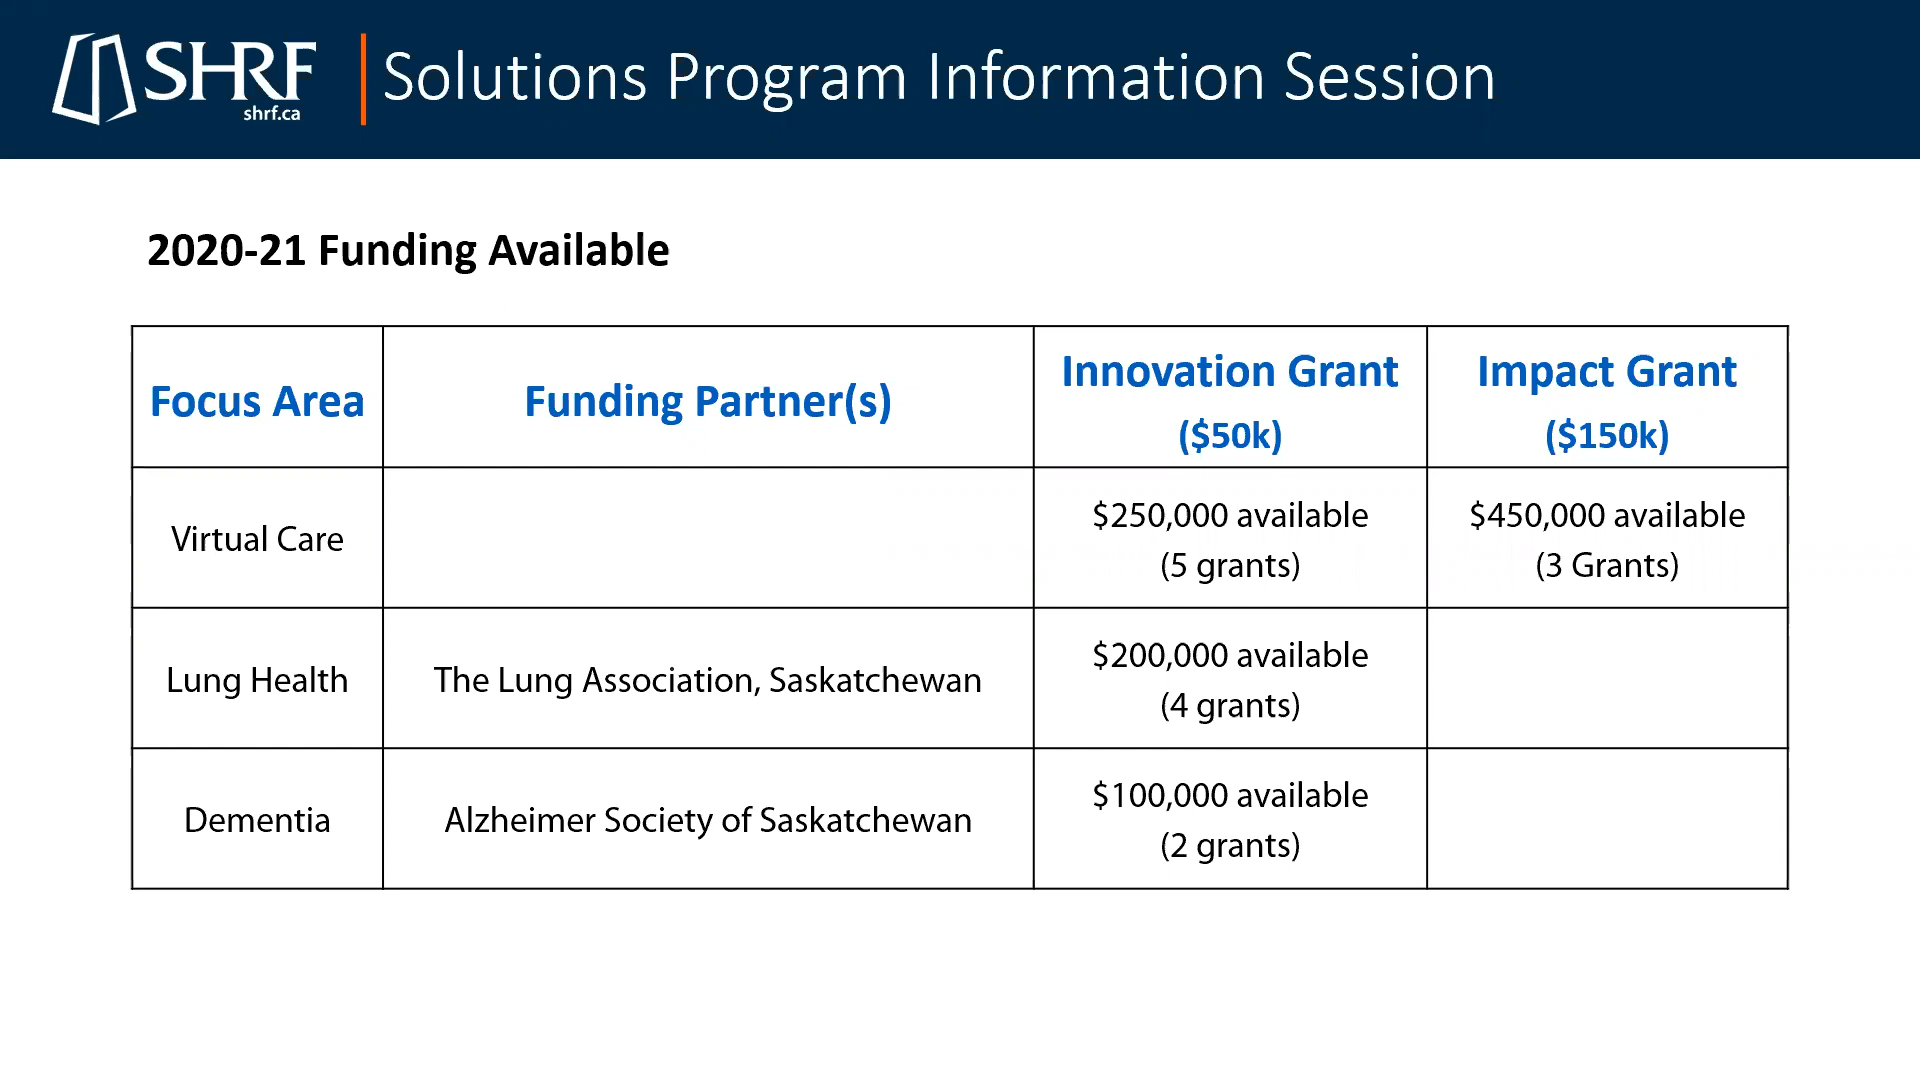 SHRF
shrf.ca
Solutions Program Information Session
2020-21 Funding Available
Focus Area
Funding Partner(s)
Innovation Grant
($50k)
Impact Grant
($150k)
Virtual Care
$250,000 available
(5 grants)
$450,000 available
(3 Grants)
Lung Health
The Lung Association, Saskatchewan
$200,000 available
(4 grants)
Dementia
Alzheimer Society of Saskatchewan
$100,000 available
(2 grants)